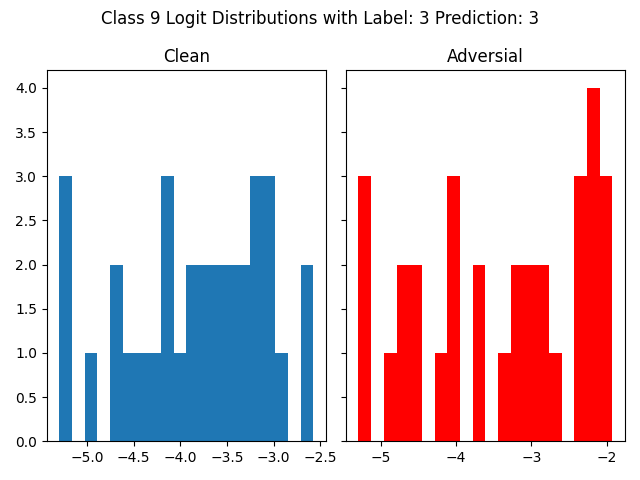 Class 9 Logit Distributions with Label: 3 Prediction: 3
Clean
Adversial
4.0
3.5
3.0
2.5
2.0
1.5
1.0
0.5
0.0
−5.0 −4.5 −4.0 −3.5 −3.0 −2.5
−5 −4 −3 −2